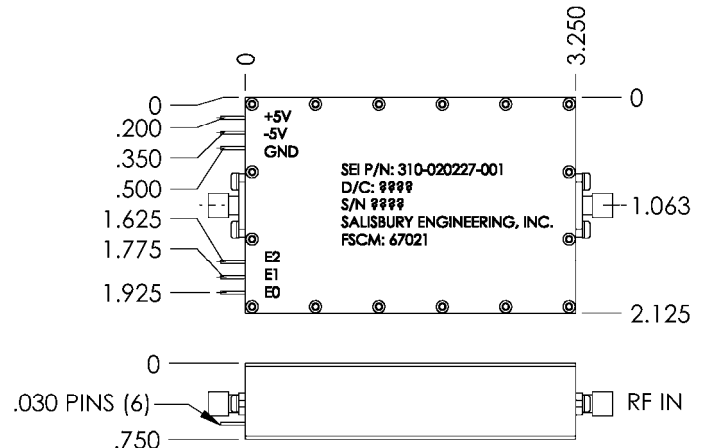 0
3.250
0
.200
.350
.500
1.625
1.775
1.925
+5V
-5V
GND
SEI P/N: 310-020227-001
D/C: ????
S/N ????
SALISBURY ENGINEERING, INC.
FSCM: 67021
E2
E1
E0
0
1.063
2.125
0
.030 PINS (6)
.750
RF IN